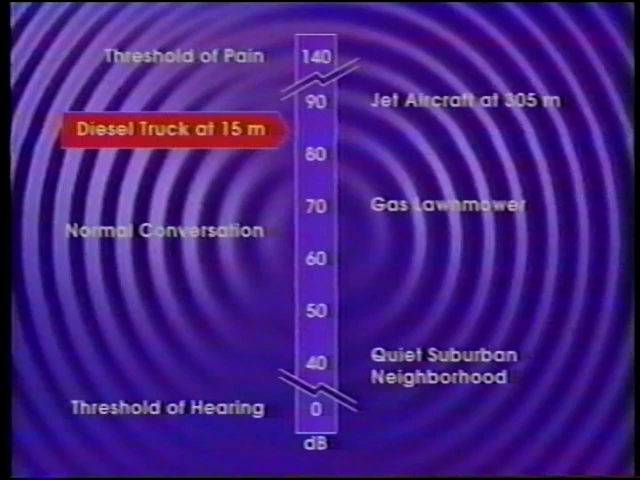 Threshold of Pain 140
90 Jet Aircraft at 305 m
Diesel Truck at 15 m
80
70 Gas Lawnmower
Normal Conversation
60
50
Quiet Suburban
40
Neighborhood
Threshold of Hearing 0
dB